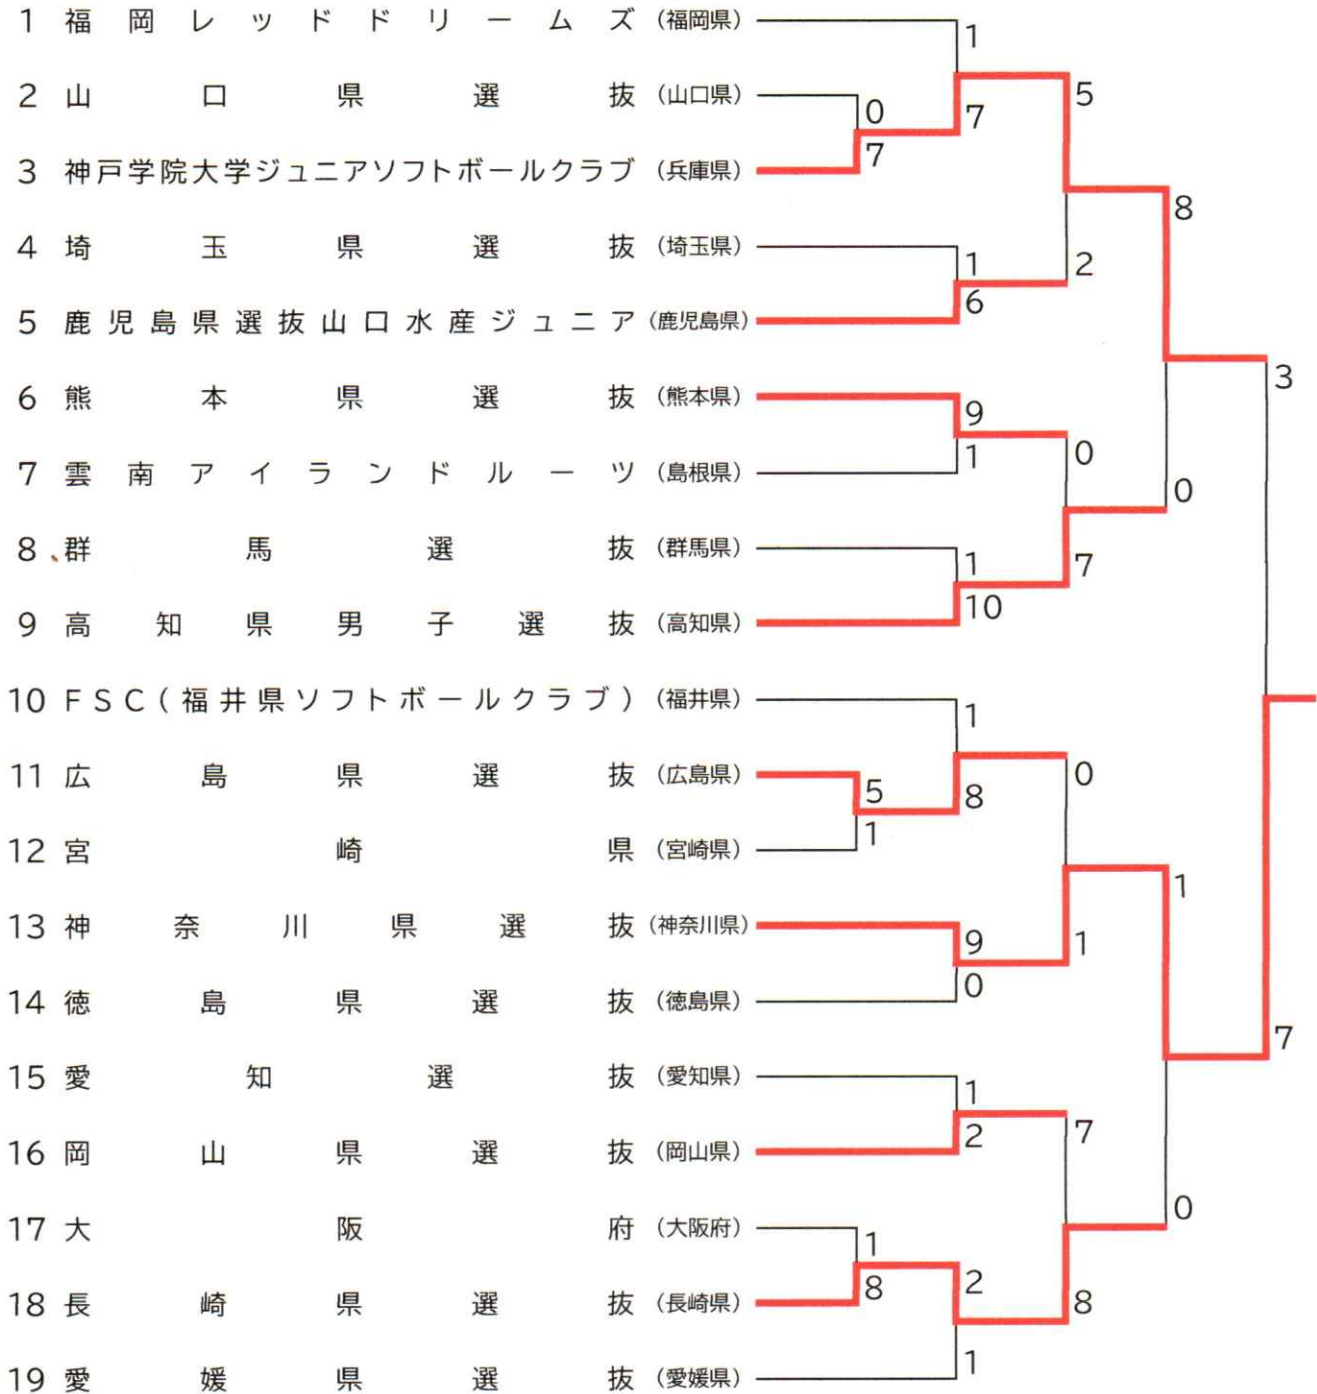 1 福岡レッドドリームズ (福岡県)
1
2 山口県選抜 (山口県)
5
0
7
7
3 神戸学院大学ジュニアソフトボールクラブ (兵庫県)
8
4 埼玉県選抜 (埼玉県)
1
2
6
5 鹿児島県選抜山口水産ジュニア (鹿児島県)
3
6 熊本県選抜 (熊本県)
9
0
1
7 雲南アイランドルーツ (島根県)
0
8 群馬選抜 (群馬県)
1
7
10
9 高知県男子選抜 (高知県)
10 FSC(福井県ソフトボールクラブ) (福井県)
1
11 広島県選抜 (広島県)
0
5
8
1
12 宮崎県 (宮崎県)
1
13 神奈川県選抜 (神奈川県)
9
1
0
14 徳島県選抜 (徳島県)
7
15 愛知選抜 (愛知県)
1
7
2
16 岡山県選抜 (岡山県)
0
17 大阪府 (大阪府)
1
8
2
8
18 長崎県選抜 (長崎県)
1
19 愛媛県選抜 (愛媛県)